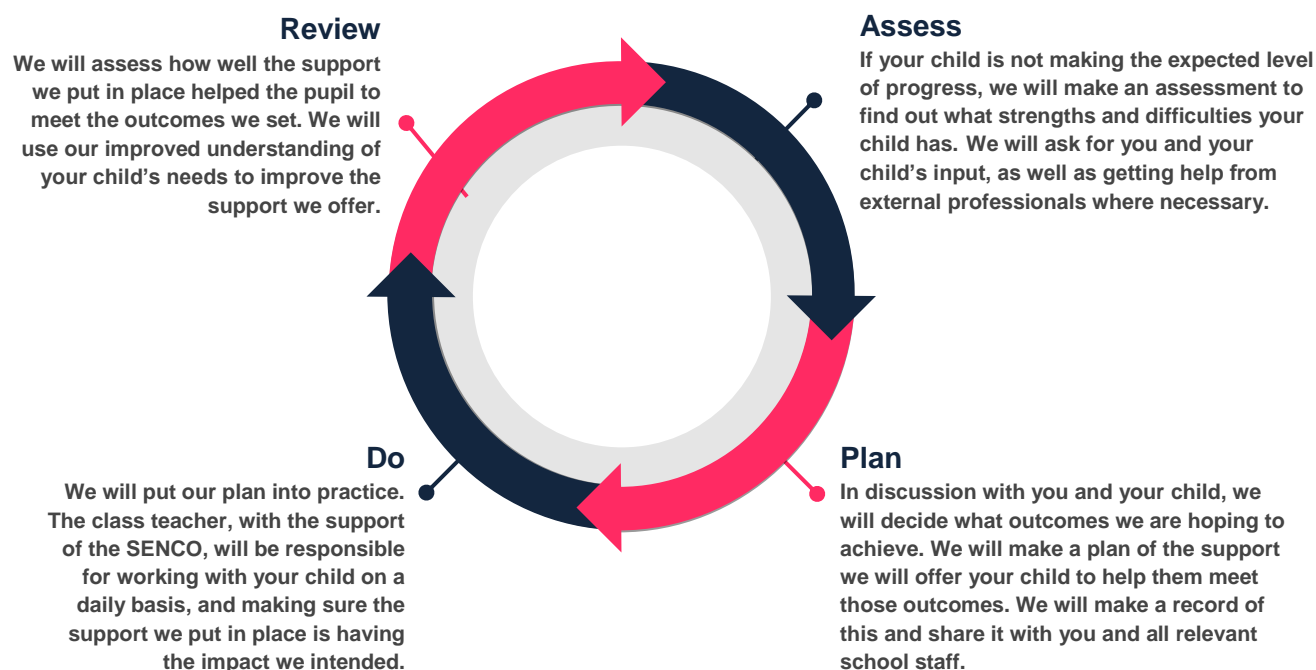 Review
We will assess how well the support
we put in place helped the pupil to
meet the outcomes we set. We will
use our improved understanding of
your child’s needs to improve the
support we offer.
Assess
If your child is not making the expected level
of progress, we will make an assessment to
find out what strengths and difficulties your
child has. We will ask for you and your
child’s input, as well as getting help from
external professionals where necessary.
Do
We will put our plan into practice.
The class teacher, with the support
of the SENCO, will be responsible
for working with your child on a
daily basis, and making sure the
support we put in place is having
the impact we intended.
Plan
In discussion with you and your child, we
will decide what outcomes we are hoping to
achieve. We will make a plan of the support
we will offer your child to help them meet
those outcomes. We will make a record of
this and share it with you and all relevant
school staff.